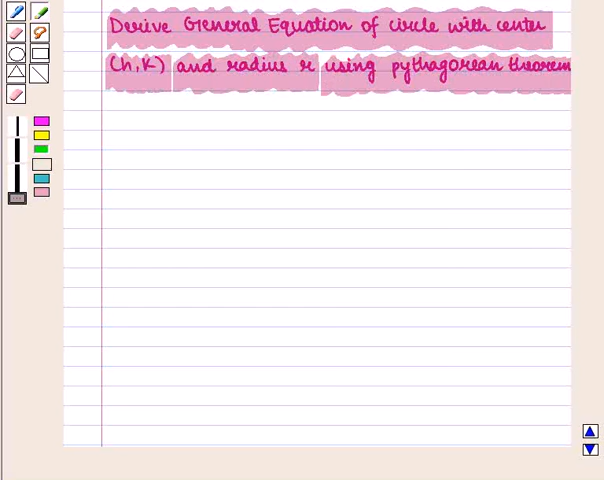 Derive General Equation of circle with center
(h,k) and radius r using pythagorean theorem